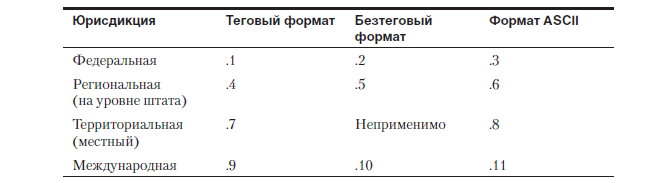 Юрисдикция Теговый формат Безтеговый формат Формат ASCII
Федеральная .1 .2 .3
Региональная (на уровне штата) .4 .5 .6
Территориальная (местный) .7 Неприменимо .8
Международная .9 .10 .11